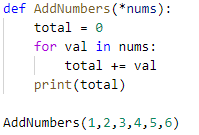 def AddNumbers(*nums):
    total = 0
    for val in nums:
        total += val
    print(total)

AddNumbers(1,2,3,4,5,6)